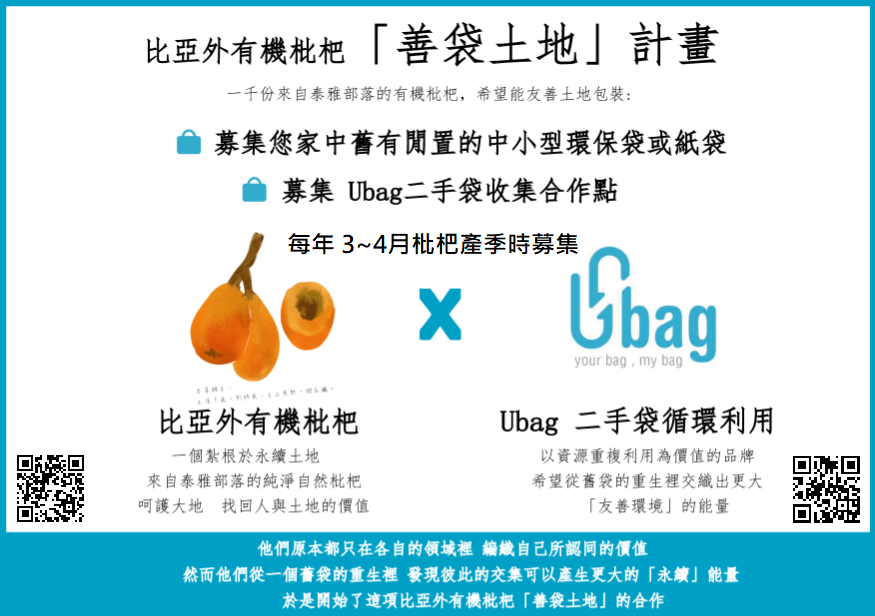 比亞外有機枇杷「善袋土地」計畫
一千份來自泰雅部落的有機枇杷，希望能友善土地包裝：
募集您家中舊有閒置的中小型環保袋或紙袋
募集 Ubag二手袋收集合作點
每年 3~4月枇杷產季時募集
X
Ubag
your bag , my bag
比亞外有機枇杷
一個紮根於永續土地
來自泰雅部落的純淨自然枇杷
呵護大地 找回人與土地的價值
Ubag 二手袋循環利用
以資源重複利用為價值的品牌
希望從舊袋的重生裡交織出更大
「友善環境」的能量
他們原本都只在各自的領域裡 編織自己所認同的價值
然而他們從一個舊袋的重生裡 發現彼此的交集可以產生更大的「永續」能量
於是開始了這項比亞外有機枇杷「善袋土地」的合作